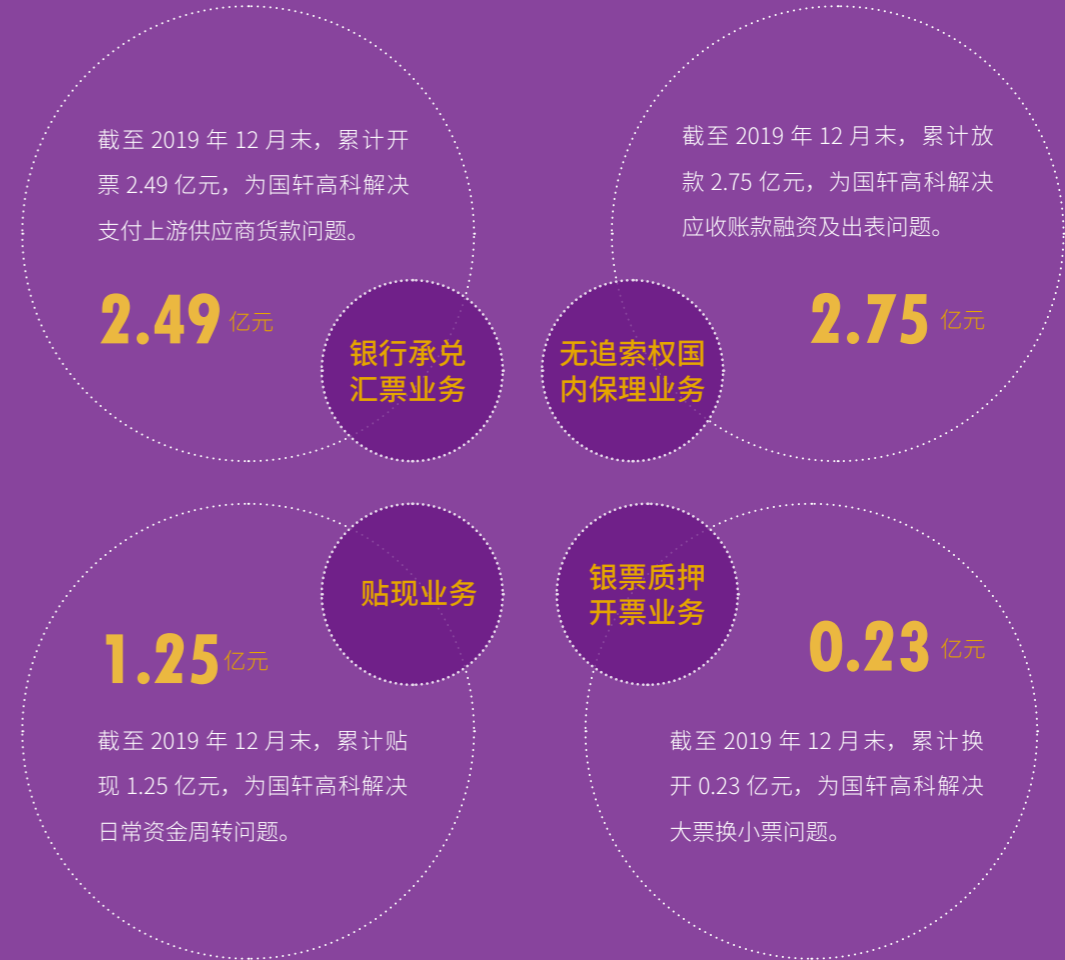 截至 2019 年 12 月末，累计开
票 2.49 亿元，为国轩高科解决
支付上游供应商货款问题。
2.49 亿元
银行承兑
汇票业务
截至 2019 年 12 月末，累计放
款 2.75 亿元，为国轩高科解决
应收账款融资及出表问题。
2.75 亿元
无追索权国
内保理业务
贴现业务
1.25 亿元
截至 2019 年 12 月末，累计贴
现 1.25 亿元，为国轩高科解决
日常资金周转问题。
银票质押
开票业务
0.23 亿元
截至 2019 年 12 月末，累计换
开 0.23 亿元，为国轩高科解决
大票换小票问题。